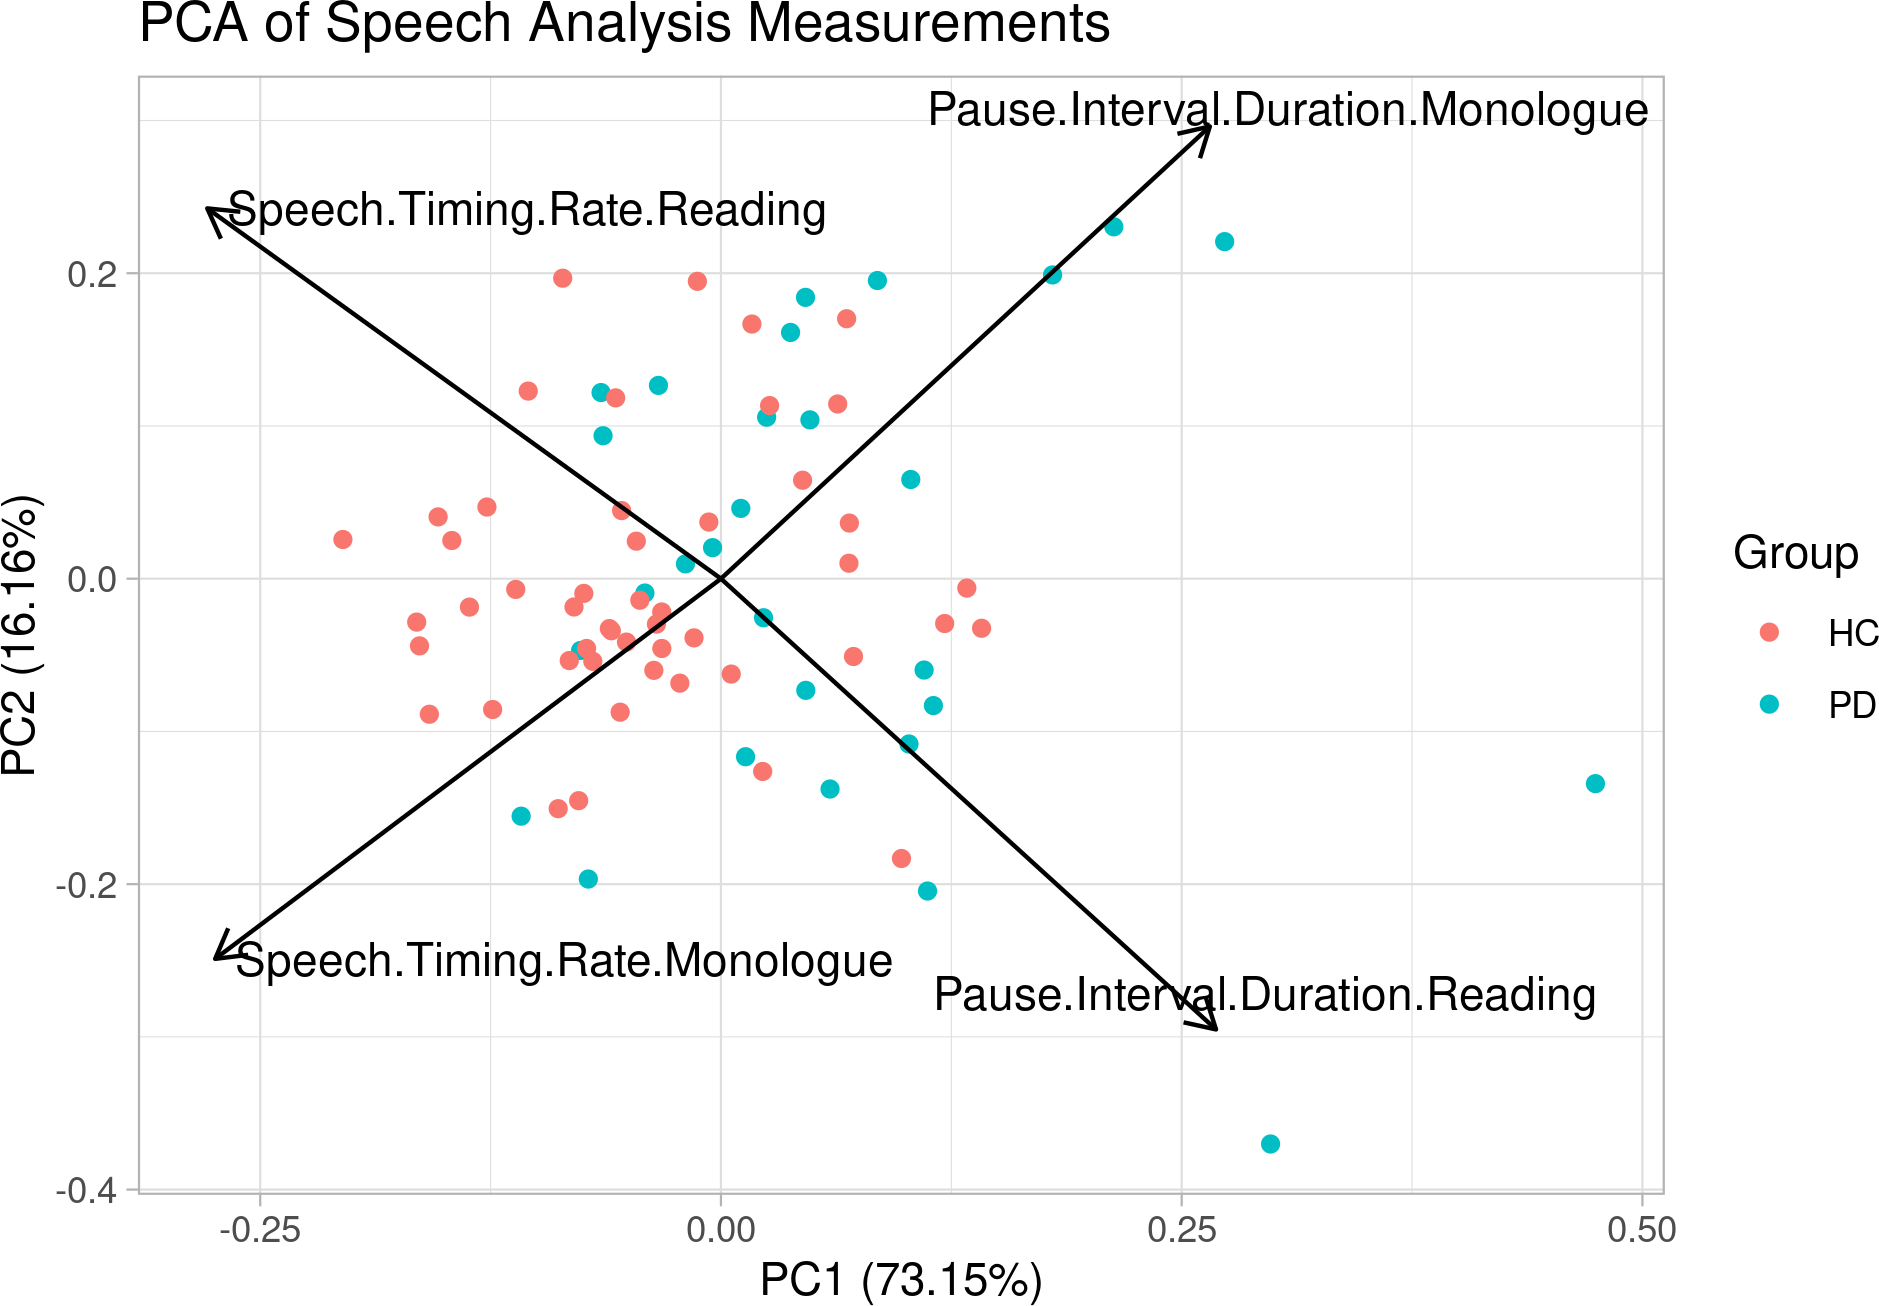 PCA of Speech Analysis Measurements
Pause.Interval.Duration.Monologue
Speech.Timing.Rate.Reading
Speech.Timing.Rate.Monologue
Pause.Interval.Duration.Reading
0.2
0.0
-0.2
-0.4
PC2 (16.16%)
-0.25
0.00
0.25
0.50
PC1 (73.15%)
Group
HC
PD